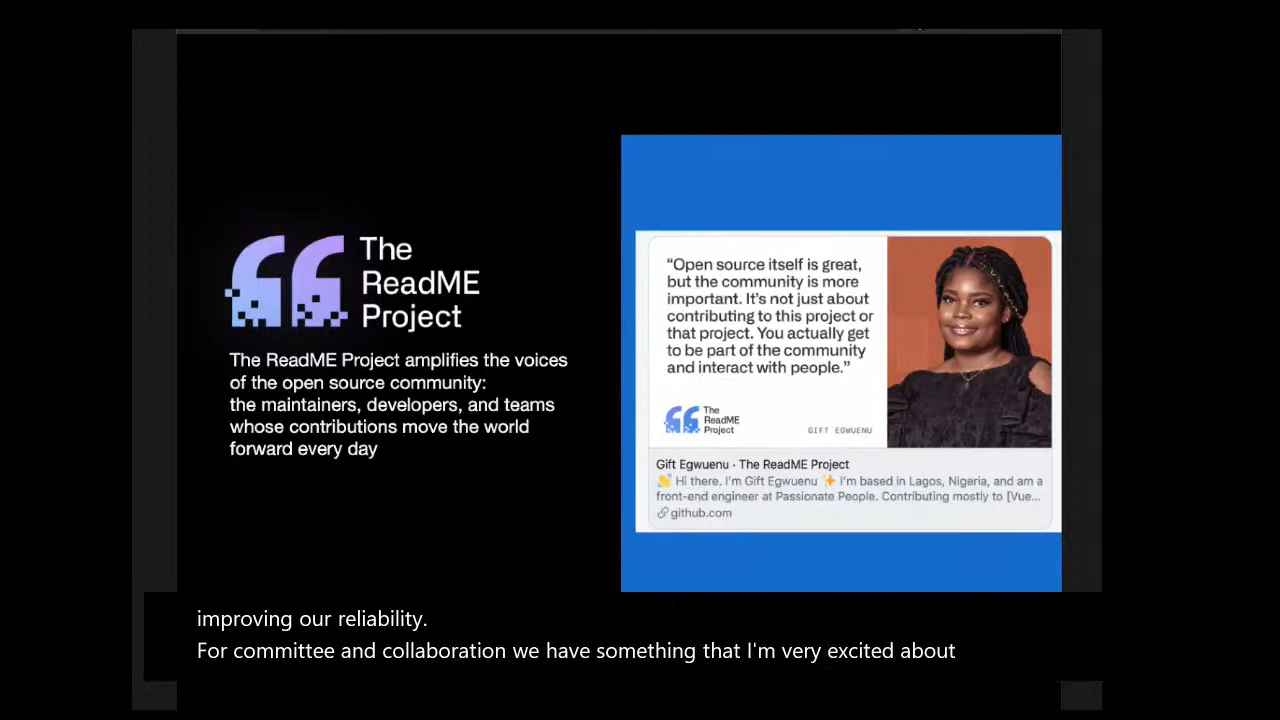 The
ReadME
Project
The ReadME Project amplifies the voices
of the open source community:
the maintainers, developers, and teams
whose contributions move the world
forward every day
“Open source itself is great,
but the community is more
important. It’s not just about
contributing to this project or
that project. You actually get
to be part of the community
and interact with people.”
The
ReadME
Project
GIFT EGWUENU
Gift Egwuenu · The ReadME Project
👋 Hi there. I’m Gift Egwuenu ✨ I’m based in Lagos, Nigeria, and am a
front-end engineer at Passionate People. Contributing mostly to [Vue...
github.com
improving our reliability.
For committee and collaboration we have something that I'm very excited about